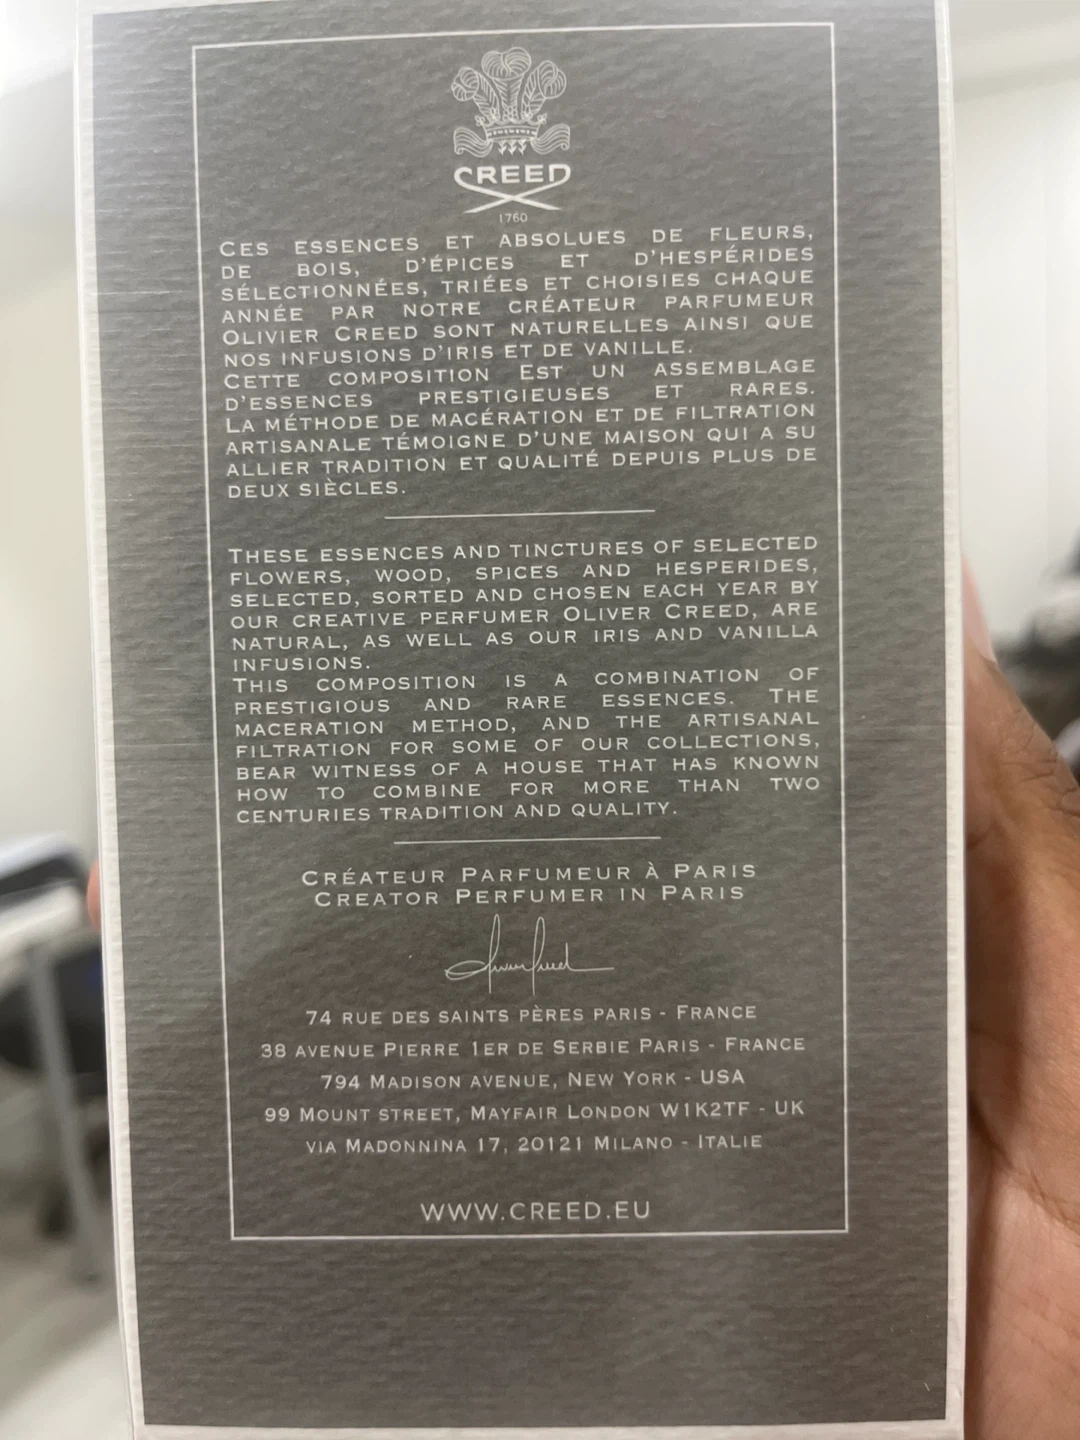 CREED
1760
CES ESSENCES ET ABSOLUES DE FLEURS,
DE BOIS, D'ÉPICES ET D'HESPÉRIDES
SÉLECTIONNÉES, TRIÉES ET CHOISIES CHAQUE
ANNÉE PAR NOTRE CRÉATEUR PARFUMEUR
OLIVIER CREED SONT NATURELLES AINSI QUE
NOS INFUSIONS D'IRIS ET DE VANILLE.
CETTE COMPOSITION EST UN ASSEMBLAGE
D'ESSENCES PRESTIGIEUSES ET RARES.
LA MÉTHODE DE MACÉRATION ET DE FILTRATION
ARTISANALE TÉMOIGNE D'UNE MAISON QUI A SU
ALLIER TRADITION ET QUALITÉ DEPUIS PLUS DE
DEUX SIÈCLES.
THESE ESSENCES AND TINCTURES OF SELECTED
FLOWERS, WOOD, SPICES AND HESPERIDES,
SELECTED, SORTED AND CHOSEN EACH YEAR BY
OUR CREATIVE PERFUMER OLIVER CREED, ARE
NATURAL, AS WELL AS OUR IRIS AND VANILLA
INFUSIONS.
THIS COMPOSITION IS A COMBINATION OF
PRESTIGIOUS AND RARE ESSENCES. THE
MACERATION METHOD, AND THE ARTISANAL
FILTRATION FOR SOME OF OUR COLLECTIONS,
BEAR WITNESS OF A HOUSE THAT HAS KNOWN
HOW TO COMBINE FOR MORE THAN TWO
CENTURIES TRADITION AND QUALITY.
CRÉATEUR PARFUMEUR À PARIS
CREATOR PERFUMER IN PARIS
74 RUE DES SAINTS PÈRES PARIS - FRANCE
38 AVENUE PIERRE 1ER DE SERBIE PARIS - FRANCE
794 MADISON AVENUE, NEW YORK - USA
99 MOUNT STREET, MAYFAIR LONDON W1K2TF - UK
VIA MADONNINA 17, 20121 MILANO - ITALIE
WWW.CREED.EU